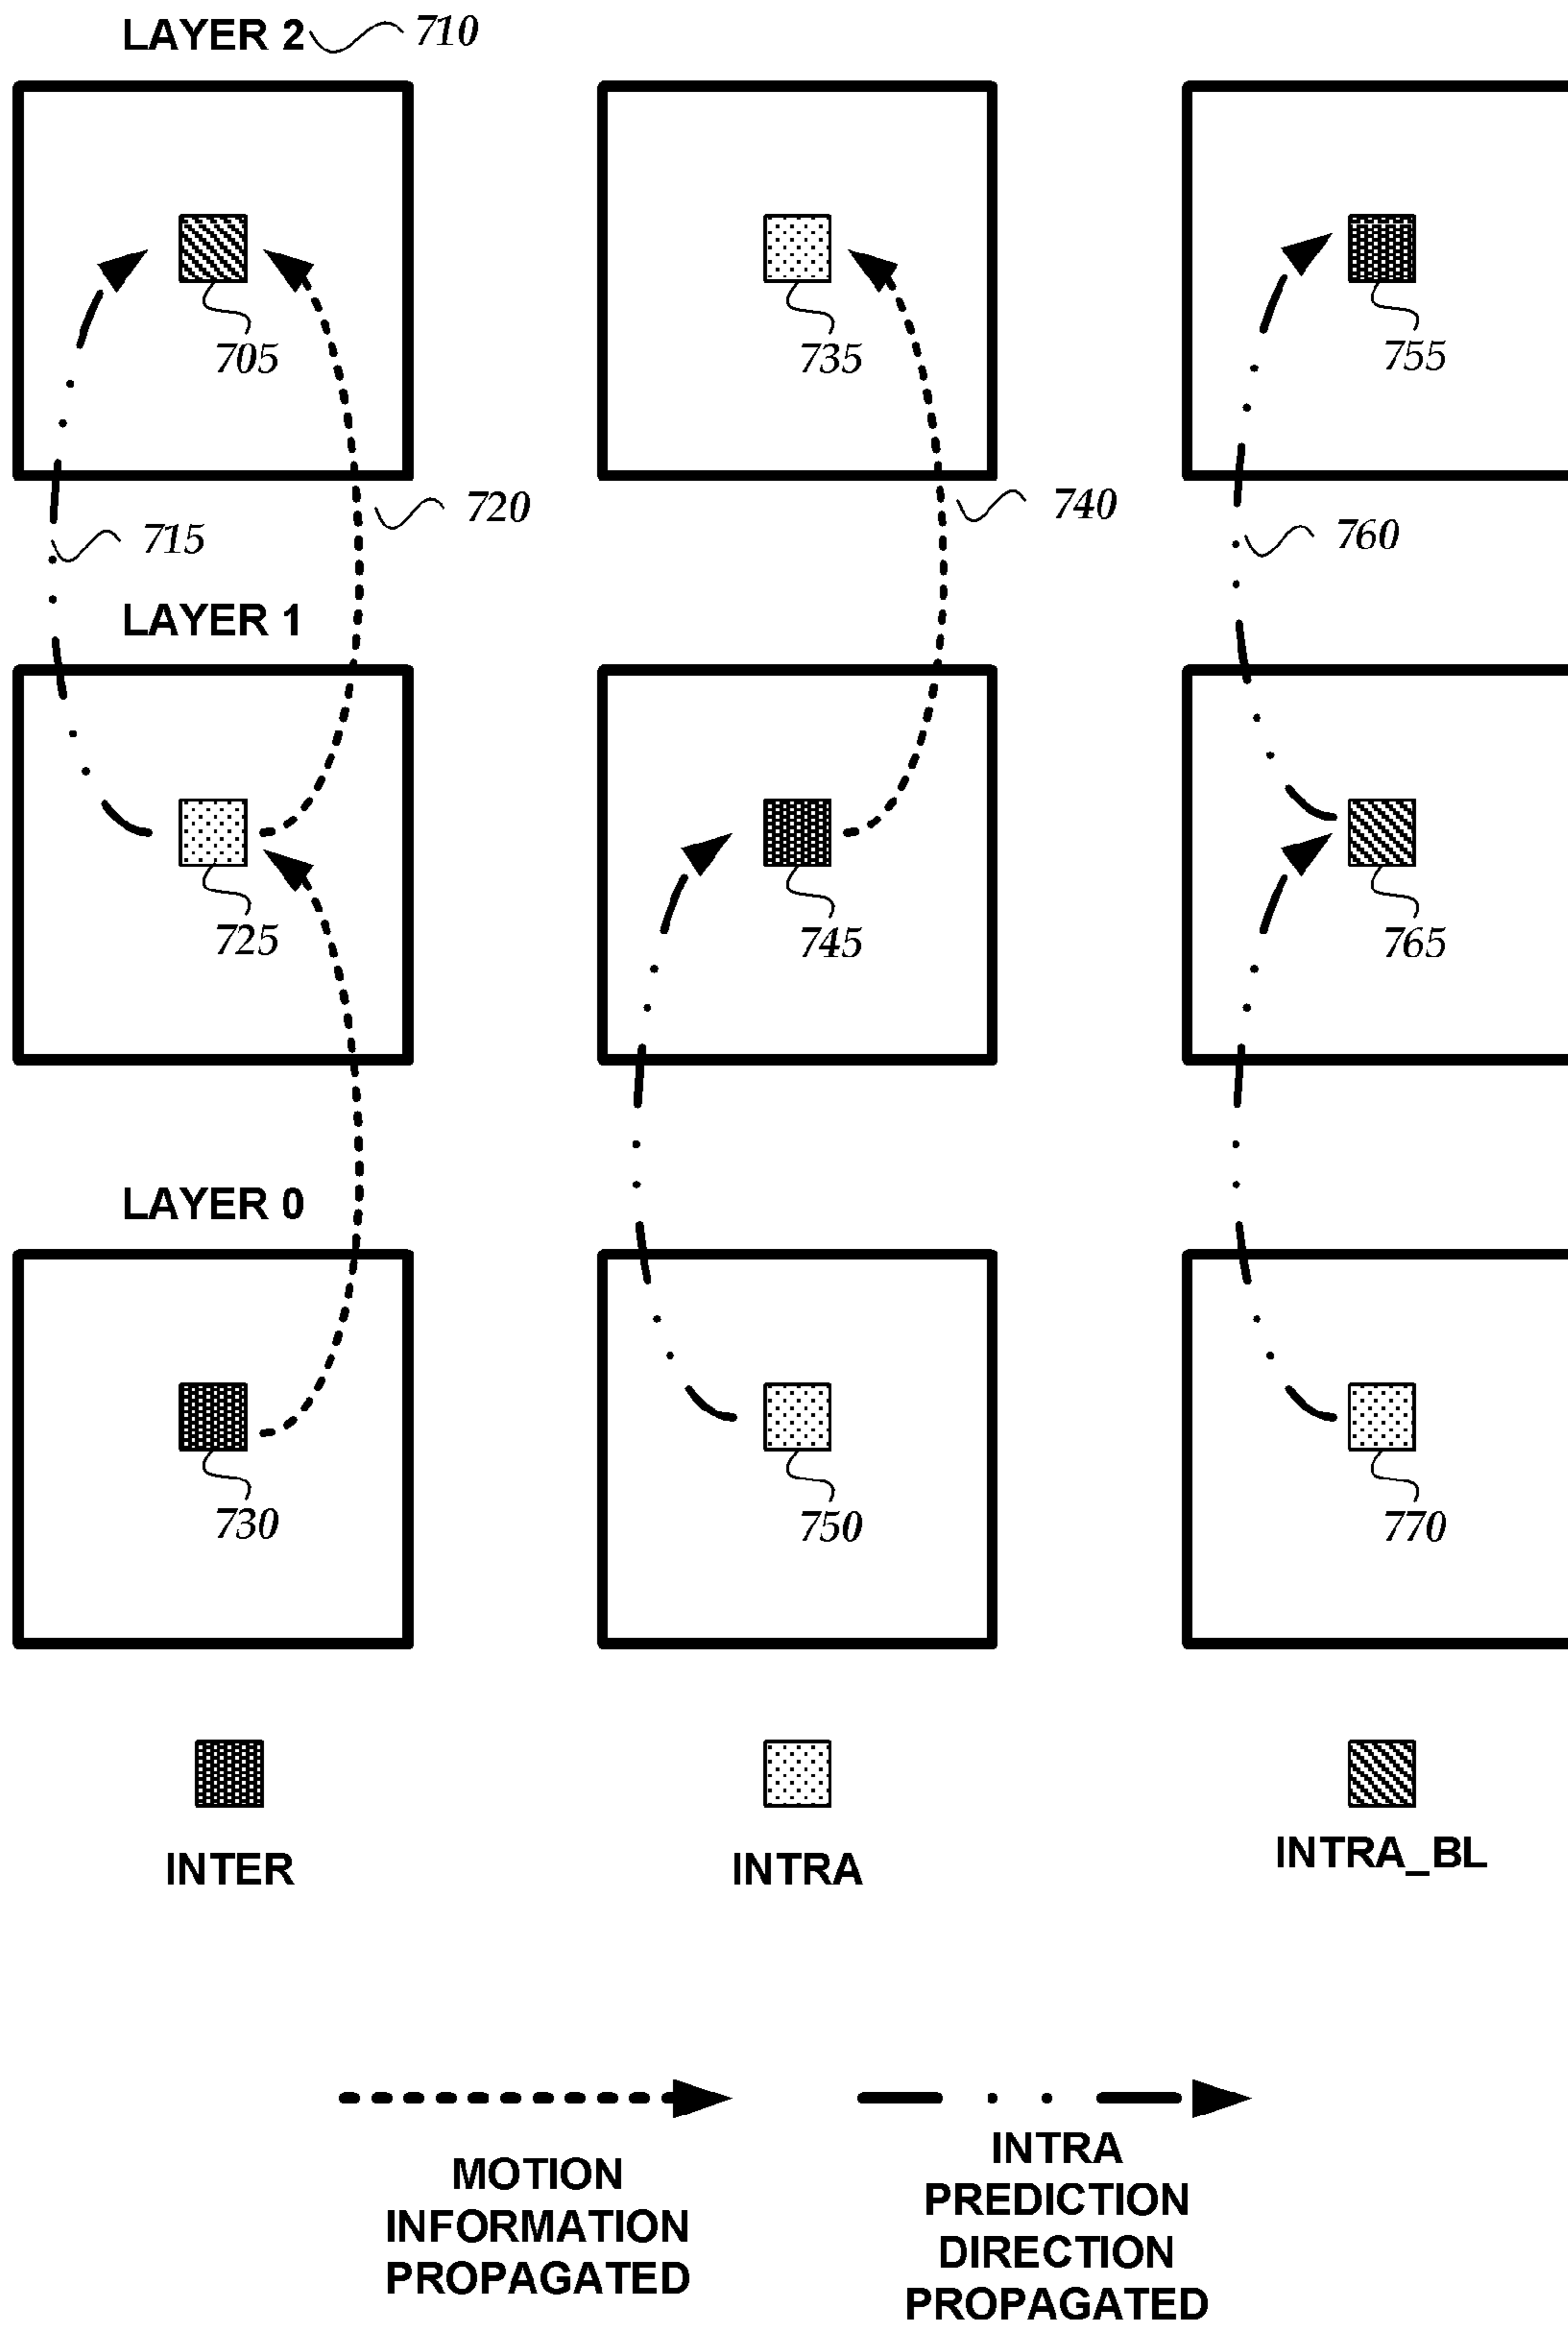 LAYER 2 710
705 735 755
720 740
715 760
LAYER 1
725 745 765
LAYER 0
730 750 770
INTER INTRA INTRA_BL
MOTION
INFORMATION
PROPAGATED
INTRA
PREDICTION
DIRECTION
PROPAGATED